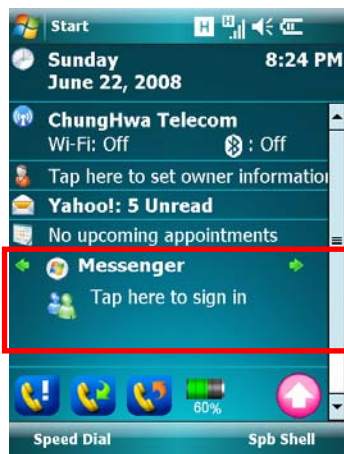 Start H H
Sunday 8:24 PM
June 22, 2008
ChungHwa Telecom
Wi-Fi: Off : Off
Tap here to set owner information
Yahoo!: 5 Unread
No upcoming appointments
Messenger
Tap here to sign in
60%
Speed Dial Spb Shell